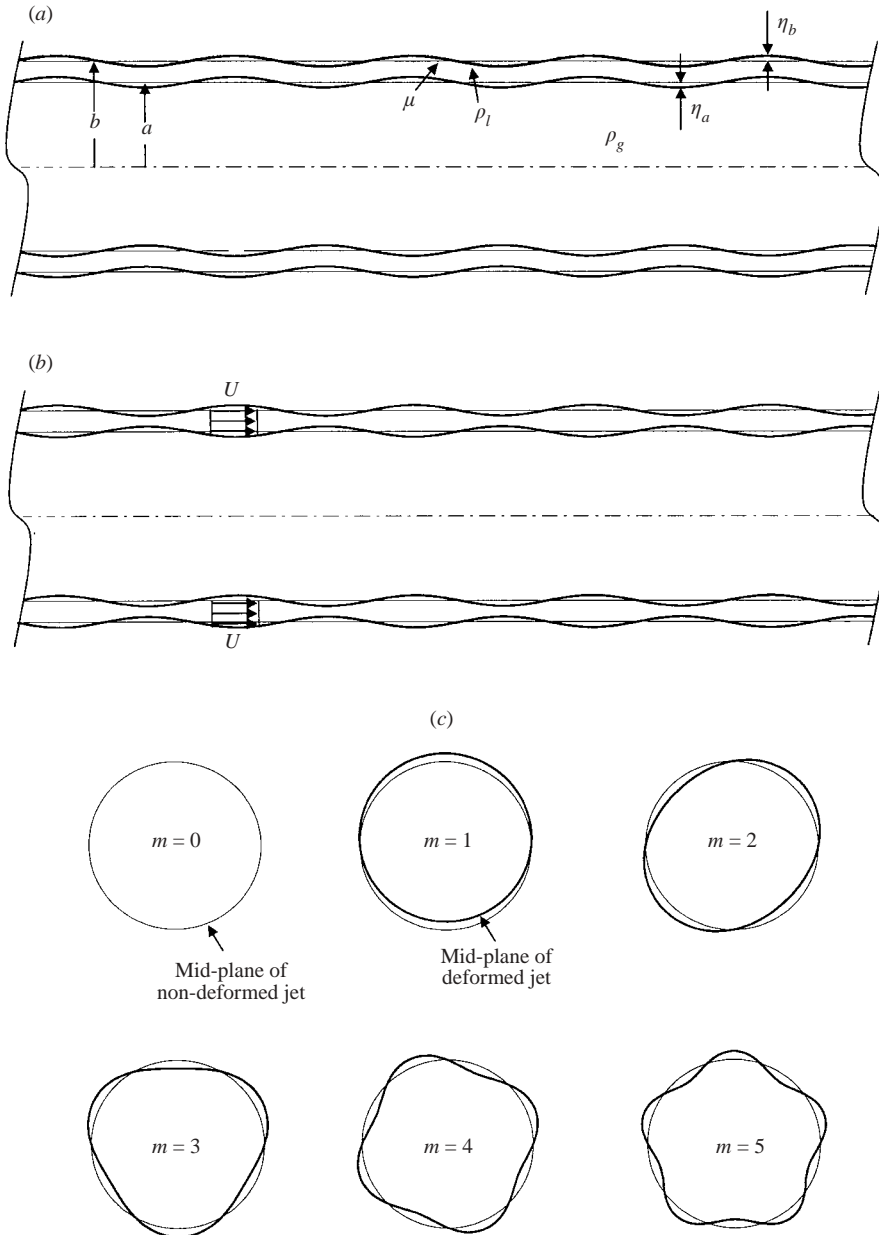 (a)
η_b
b
a
μ
ρ_l
η_a
ρ_g
(b)
U
U
(c)
m = 0
m = 1
m = 2
Mid-plane of
non-deformed jet
Mid-plane of
deformed jet
m = 3
m = 4
m = 5